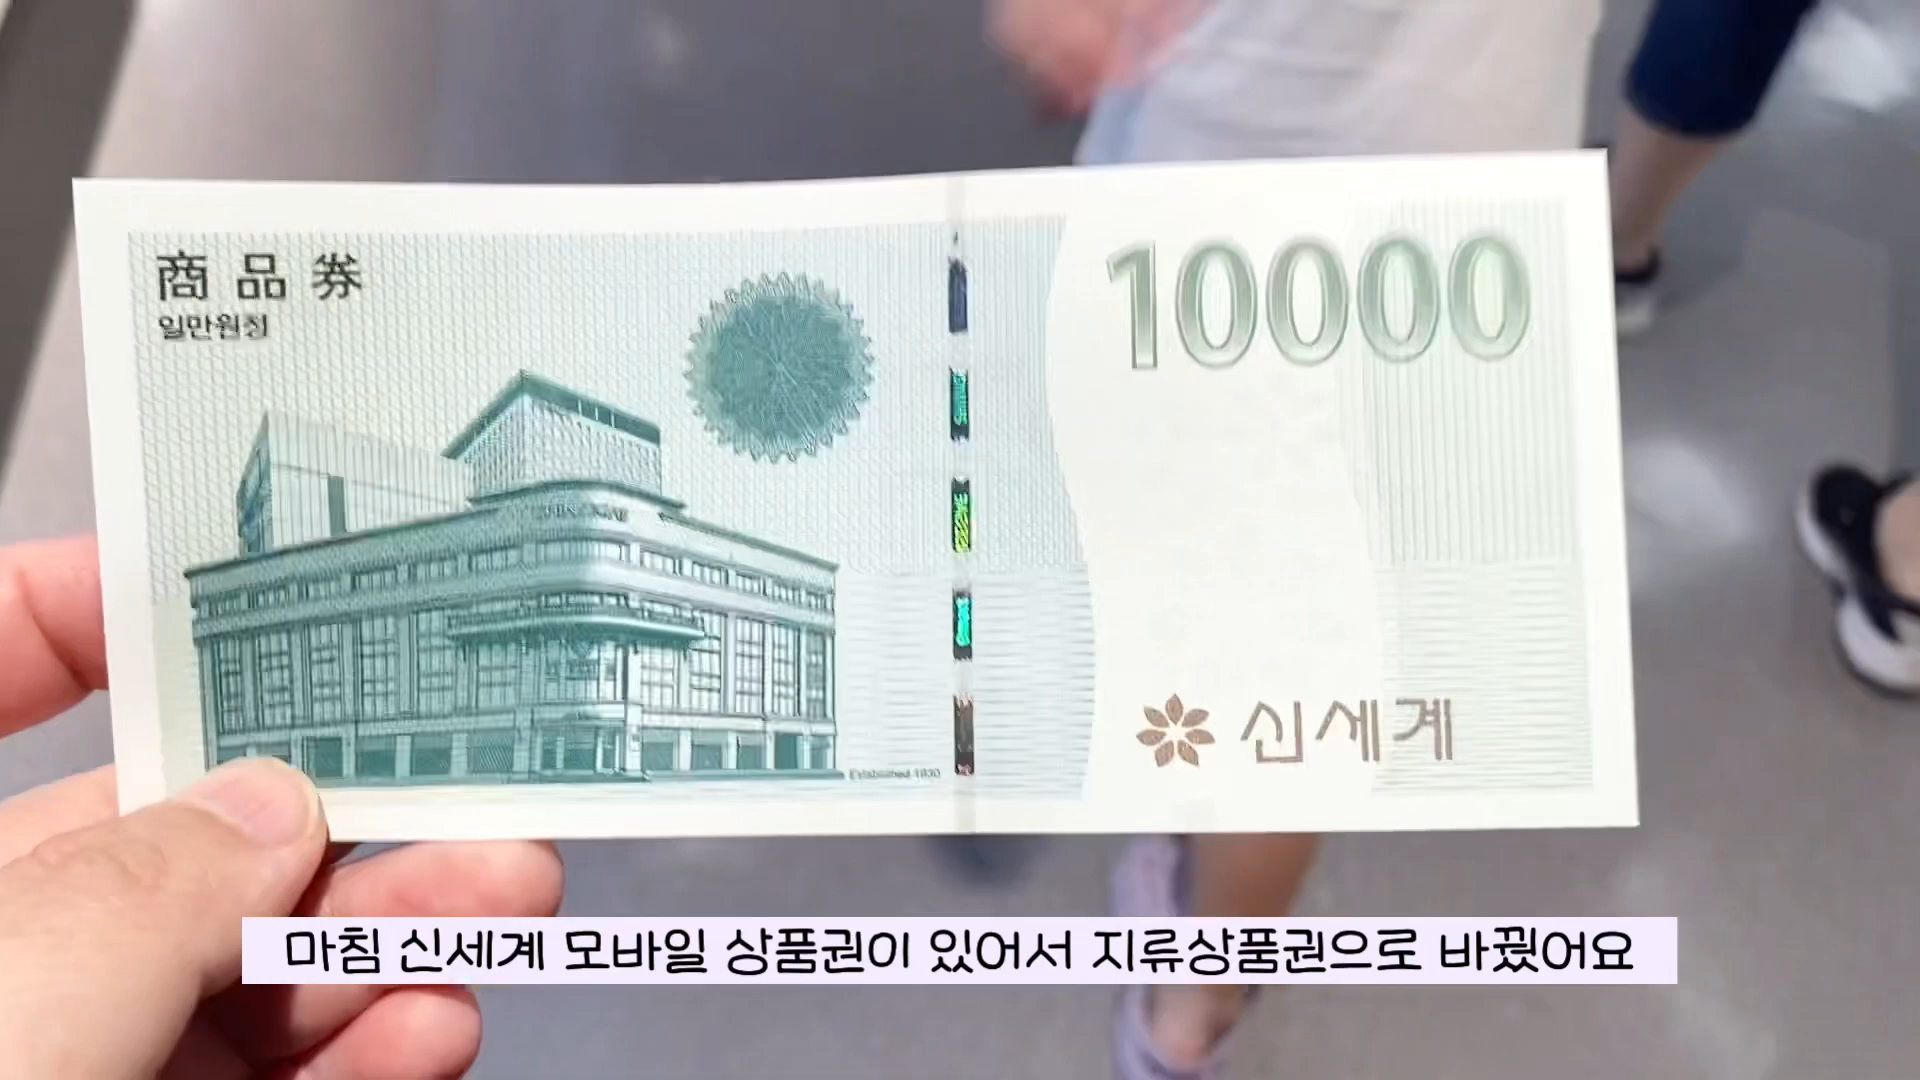 商品券
일만원정
10000
Established 1930
신세계
마침 신세계 모바일 상품권이 있어서 지류상품권으로 바꿨어요